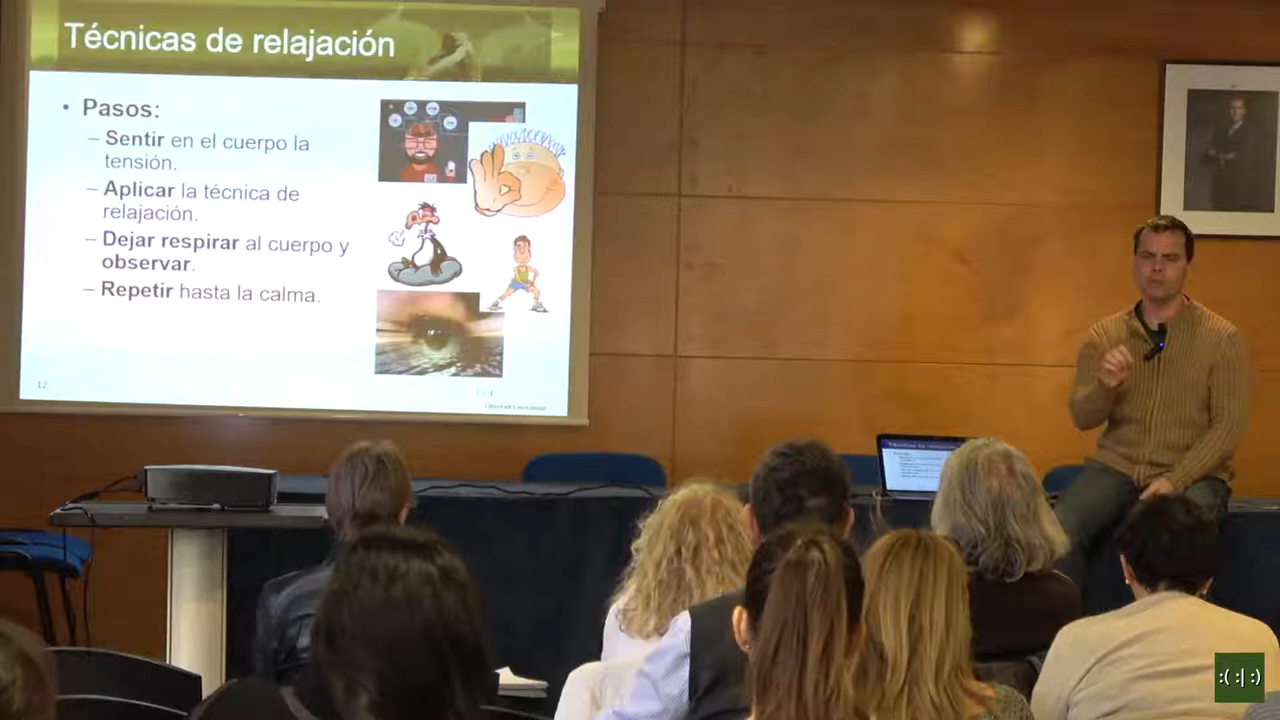 Técnicas de relajación
• Pasos:
– Sentir en el cuerpo la
tensión.
– Aplicar la técnica de
relajación.
– Dejar respirar al cuerpo y
observar.
– Repetir hasta la calma.
12
:( | :)